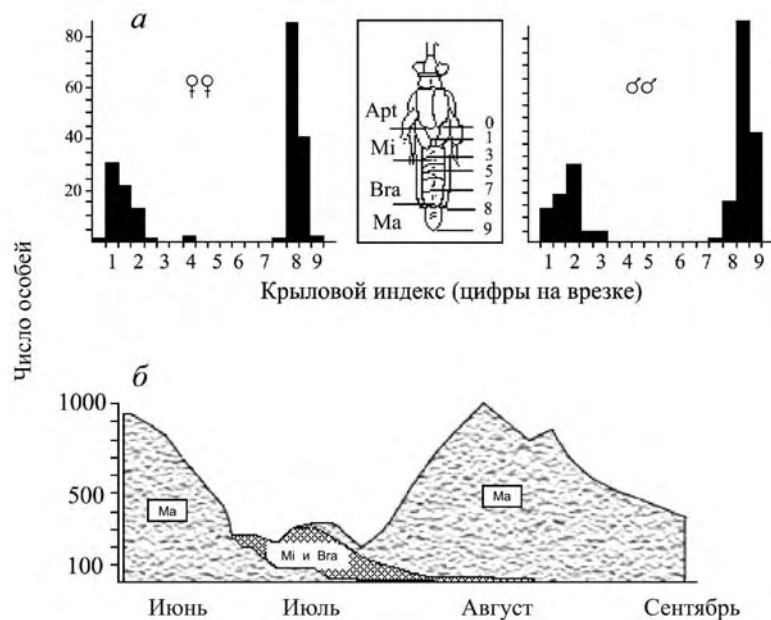 а
80
60
40
20
♀♀
1 2 3 4 5 6 7 8 9
Apt
Mi
Bra
Ma
0
1
3
5
7
8
9
♂♂
1 2 3 4 5 6 7 8 9
Крыловой индекс (цифры на врезке)
Число особей
б
1000
500
100
Ma
Mi и Bra
Ma
Июнь Июль Август Сентябрь